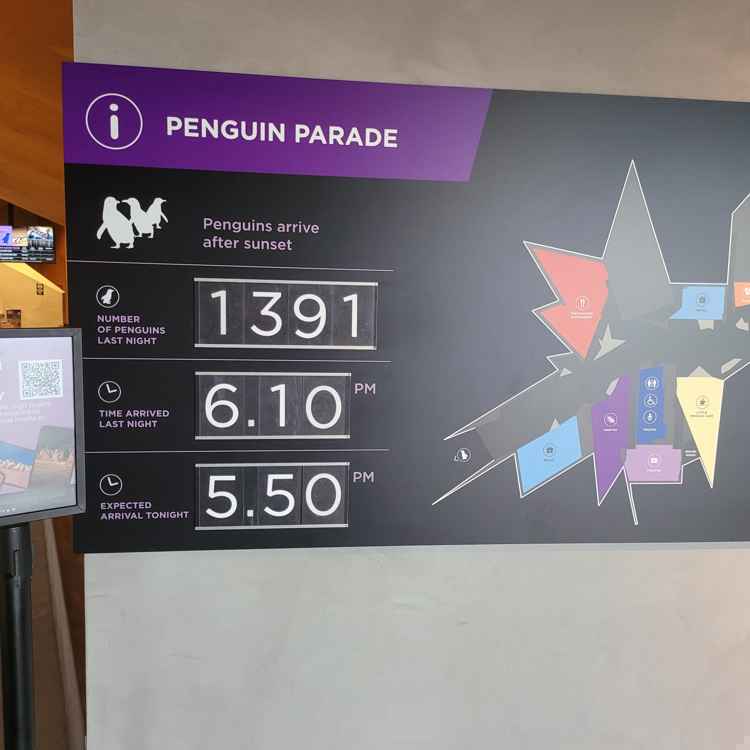 i
PENGUIN PARADE
Penguins arrive
after sunset
NUMBER
OF PENGUINS
LAST NIGHT
1391
TIME ARRIVED
LAST NIGHT
6.10 PM
EXPECTED
ARRIVAL TONIGHT
5.50 PM